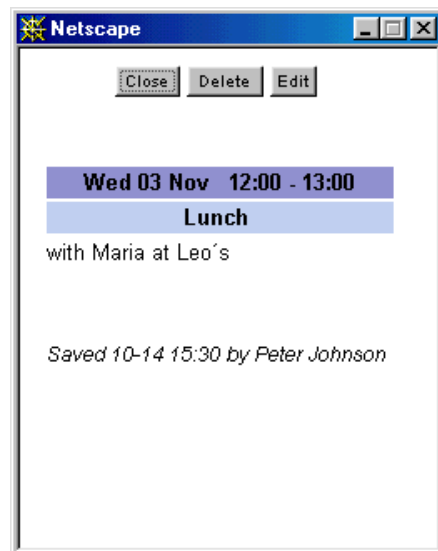 Netscape
Close Delete Edit
Wed 03 Nov 12:00 - 13:00
Lunch
with Maria at Leo´s
Saved 10-14 15:30 by Peter Johnson